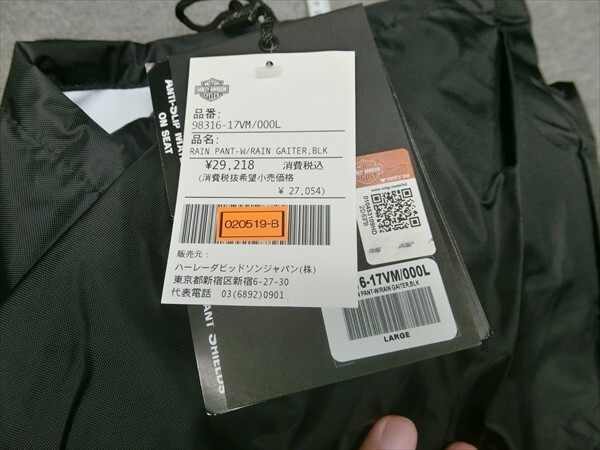 品番:
98316-17VM/000L
品名:
RAIN PANT-W/RAIN GAITER,BLK
¥29,218 消費税込
(消費税抜希望小売価格
¥ 27,054)
020519-B
販売元:
ハーレーダビッドソンジャパン(株)
東京都新宿区新宿6-27-30
代表電話 03(6892)0901
ANTI-SLIP
ON SEAT
SHIELDS
16-17VM/000L
PANT-W/RAIN GAITER,BLK
LARGE